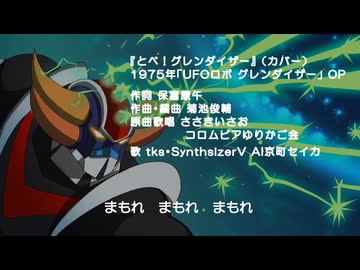 『とべ！グレンダイザー』（カバー）
1975年「UFOロボ グレンダイザー」OP
作詞 保富康午
作曲・編曲 菊池俊輔
原曲歌唱 ささきいさお
コロムビアゆりかご会
歌 tks・SynthsizerV AI京町セイカ
まもれ まもれ まもれ